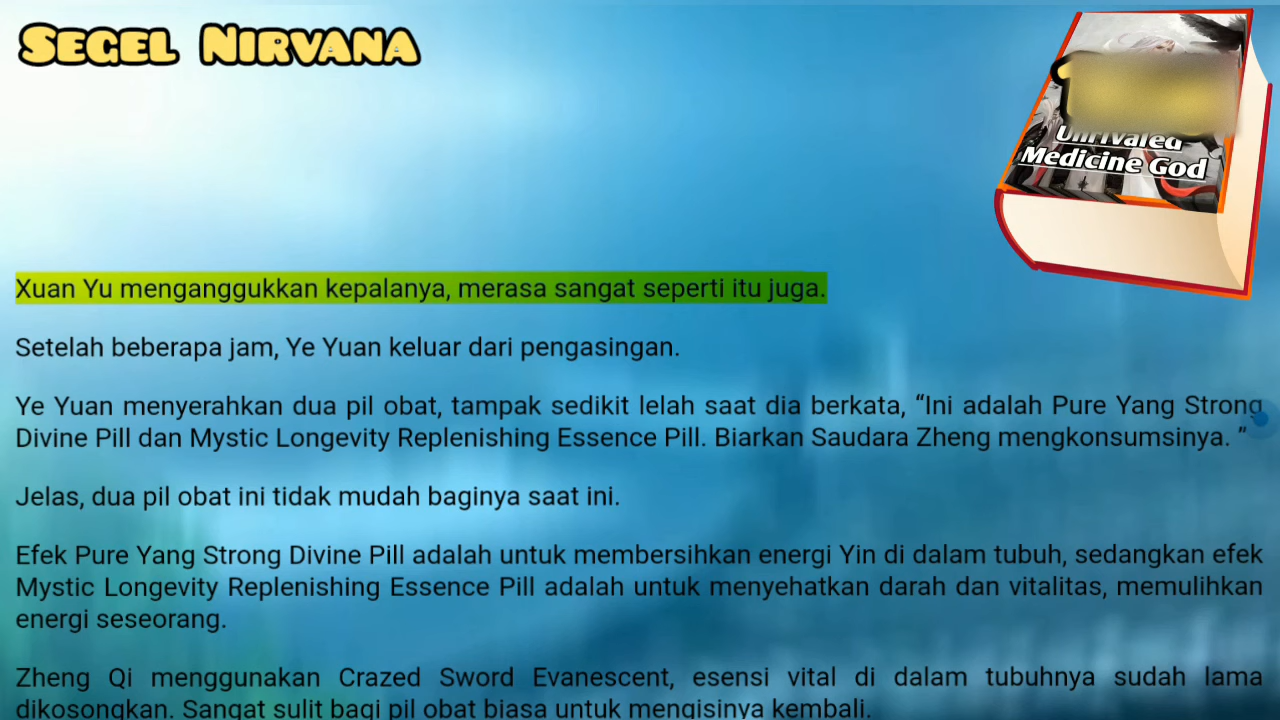 SEGEL NIRVANA
Unrivaled
Medicine God
Xuan Yu menganggukkan kepalanya, merasa sangat seperti itu juga.
Setelah beberapa jam, Ye Yuan keluar dari pengasingan.
Ye Yuan menyerahkan dua pil obat, tampak sedikit lelah saat dia berkata, “Ini adalah Pure Yang Strong
Divine Pill dan Mystic Longevity Replenishing Essence Pill. Biarkan Saudara Zheng mengkonsumsinya. ”
Jelas, dua pil obat ini tidak mudah baginya saat ini.
Efek Pure Yang Strong Divine Pill adalah untuk membersihkan energi Yin di dalam tubuh, sedangkan efek
Mystic Longevity Replenishing Essence Pill adalah untuk menyehatkan darah dan vitalitas, memulihkan
energi seseorang.
Zheng Qi menggunakan Crazed Sword Evanescent, esensi vital di dalam tubuhnya sudah lama
dikosongkan. Sangat sulit bagi pil obat biasa untuk mengisinya kembali.